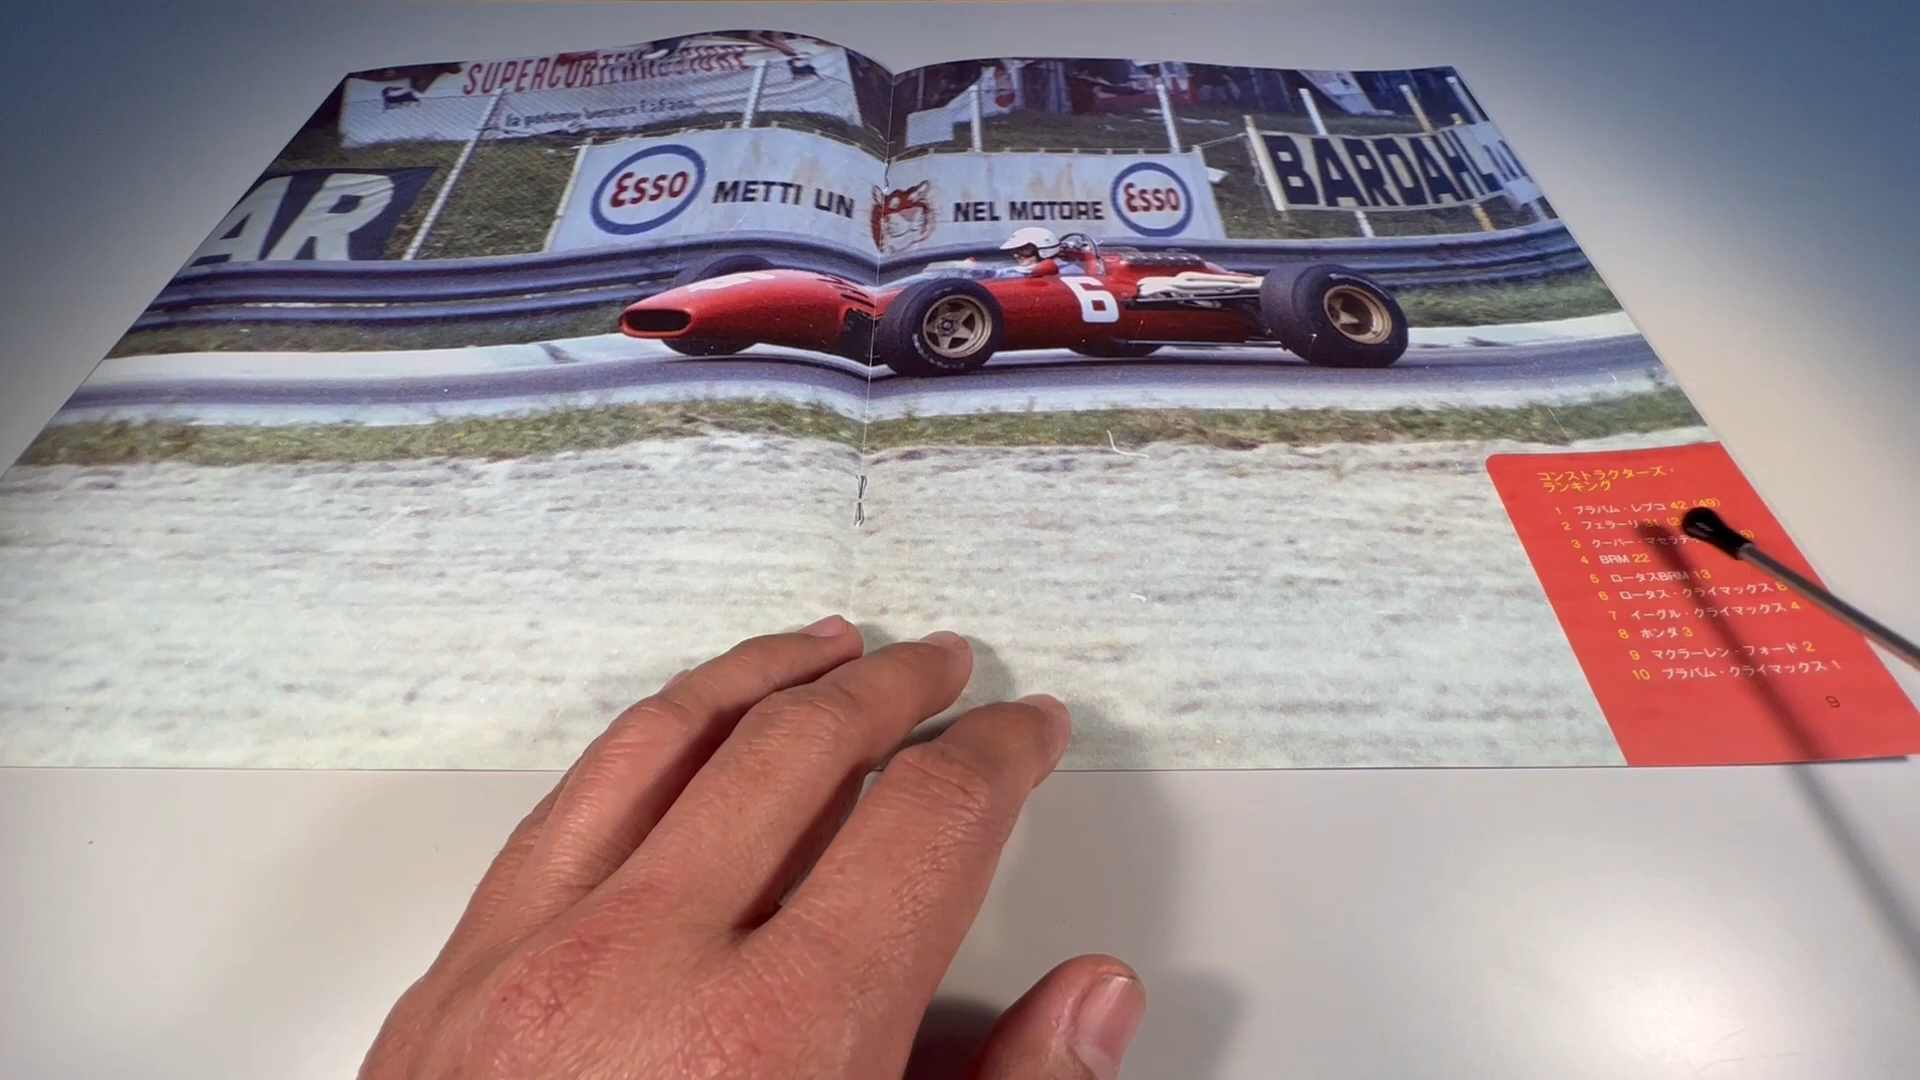 SUPERCORTEMAGGIORE
la potente benzina italiana
AR
Esso
METTI UN
NEL MOTORE
Esso
BARDAHL
6
コンストラクターズ・
ランキング
1 ブラバム・レプコ 42 (49)
2 フェラーリ 31
3 クーパー・マセラティ
4 BRM 22
5 ロータスBRM 13
6 ロータス・クライマックス 8
7 イーグル・クライマックス 4
8 ホンダ 3
9 マクラーレン・フォード 2
10 ブラバム・クライマックス 1
9